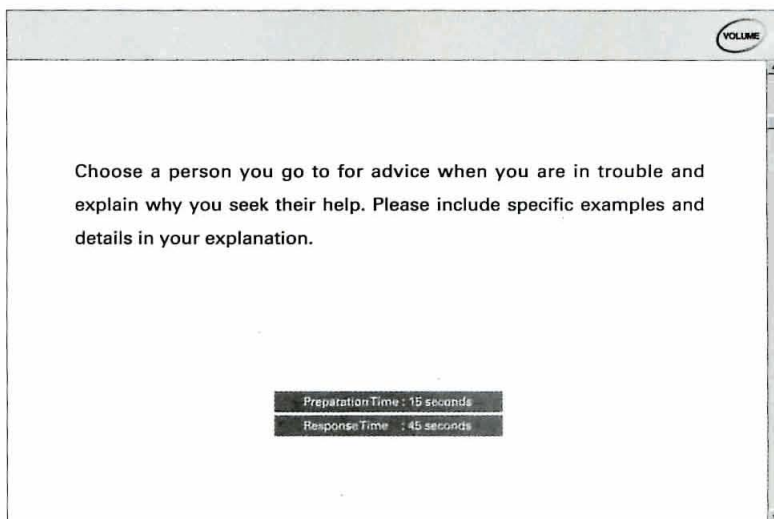 VOLUME
Choose a person you go to for advice when you are in trouble and
explain why you seek their help. Please include specific examples and
details in your explanation.
Preparation Time : 15 seconds
Response Time : 45 seconds